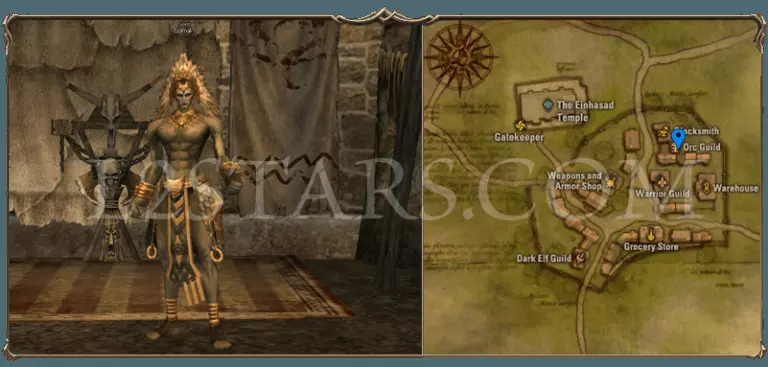 Somak
L2STARS.COM
The Einhasad
Temple
Gatekeeper
Blacksmith
Orc Guild
Weapons and
Armor Shop
Warrior Guild
Warehouse
Grocery Store
Dark Elf Guild